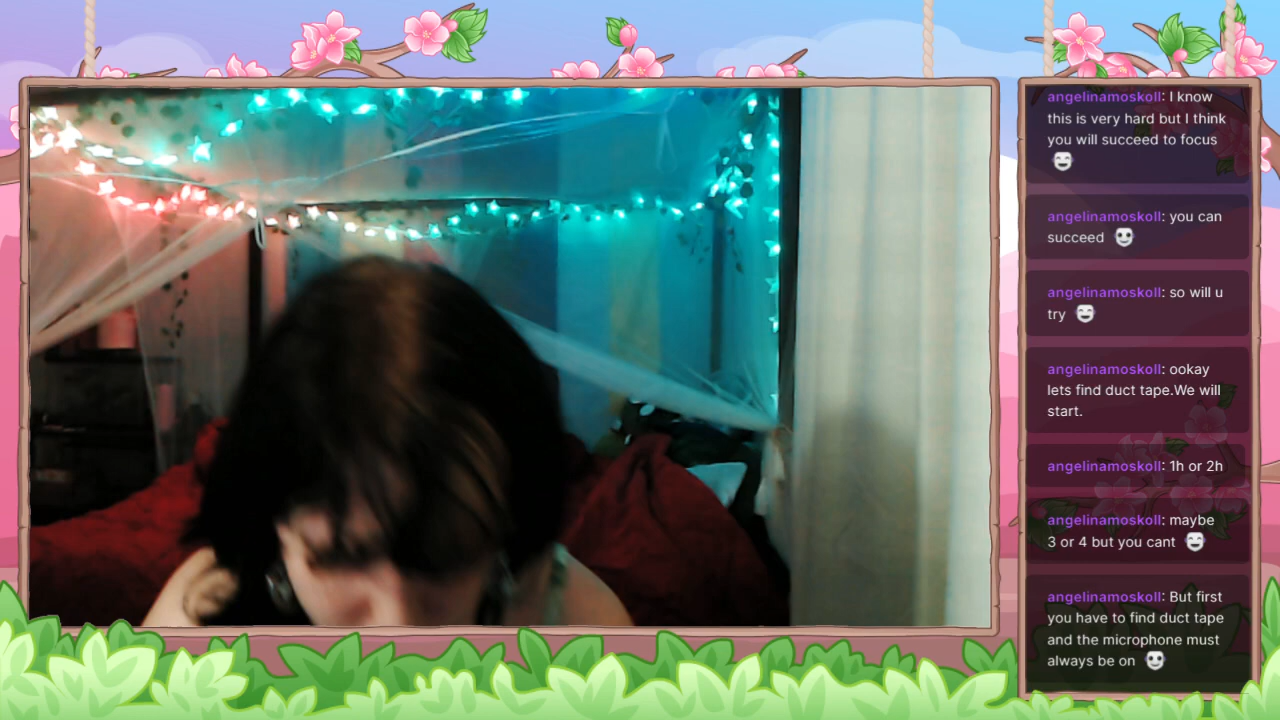 angelinamoskoll: I know
this is very hard but I think
you will succeed to focus
angelinamoskoll: you can
succeed
angelinamoskoll: so will u
try
angelinamoskoll: ookay
lets find duct tape.We will
start.
angelinamoskoll: 1h or 2h
angelinamoskoll: maybe
3 or 4 but you cant
angelinamoskoll: But first
you have to find duct tape
and the microphone must
always be on